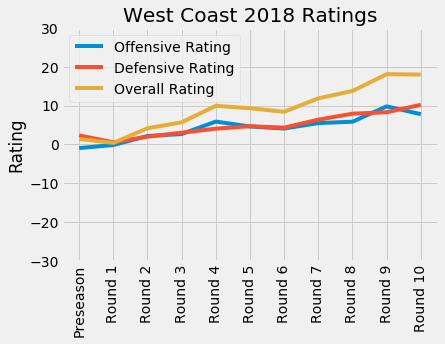 West Coast 2018 Ratings
Offensive Rating
Defensive Rating
Overall Rating
Rating
30
20
10
0
−10
−20
−30
Preseason
Round 1
Round 2
Round 3
Round 4
Round 5
Round 6
Round 7
Round 8
Round 9
Round 10